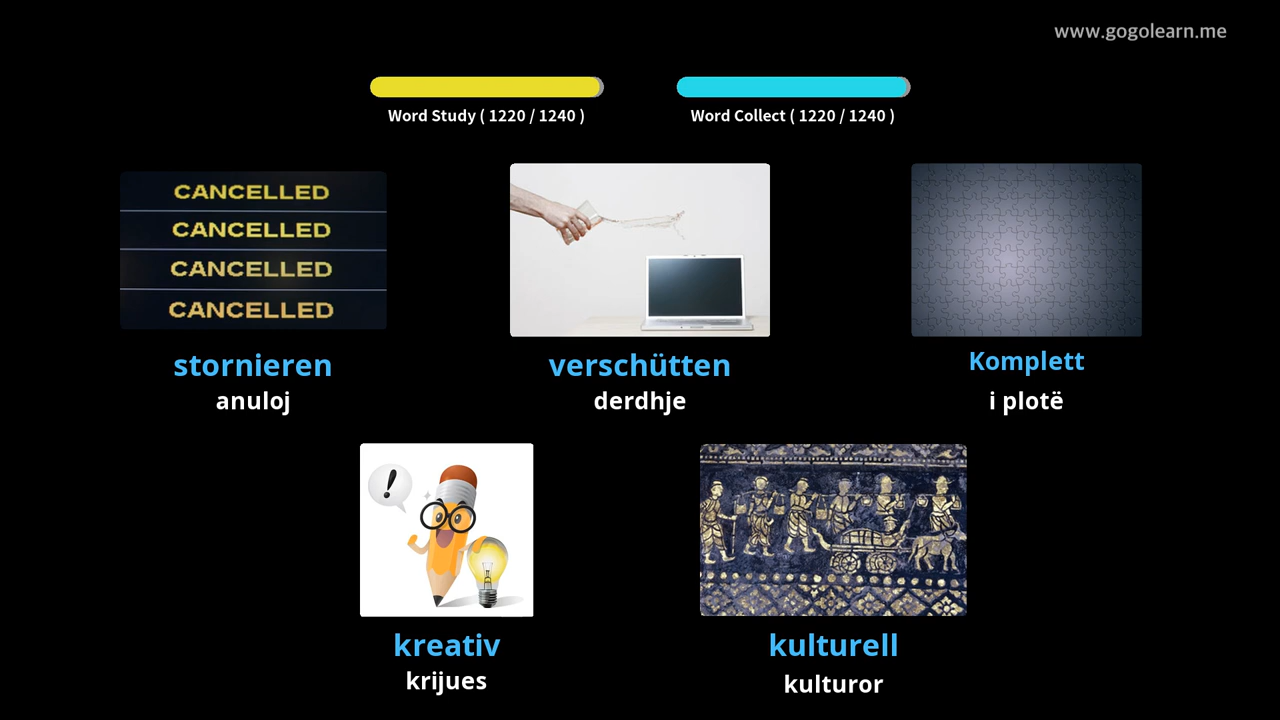 www.gogolearn.me
Word Study ( 1220 / 1240 )
Word Collect ( 1220 / 1240 )
CANCELLED
CANCELLED
CANCELLED
CANCELLED
stornieren
anuloj
verschütten
derdhje
Komplett
i plotë
!
kreativ
krijues
kulturell
kulturor